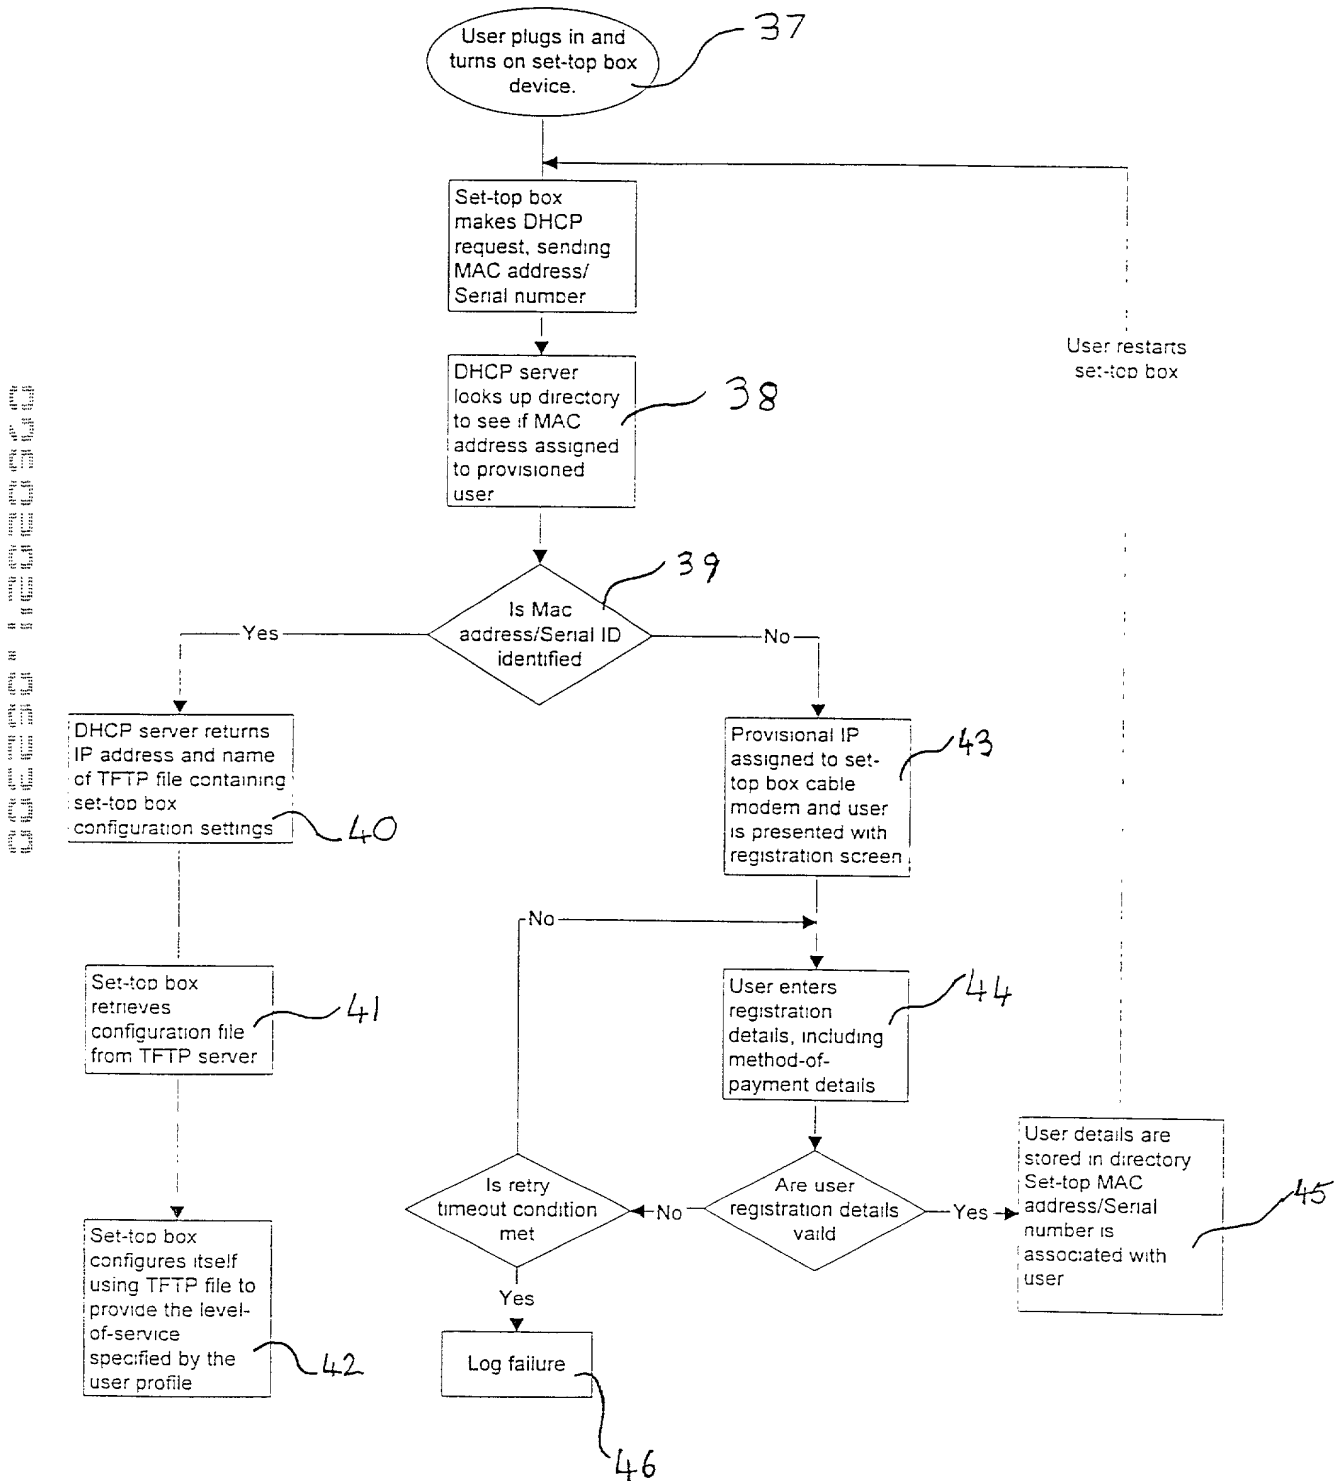 User plugs in and
turns on set-top box
device.
37
Set-top box
makes DHCP
request, sending
MAC address/
Serial number
User restarts
set-top box
DHCP server
looks up directory
to see if MAC
address assigned
to provisioned
user
38
Is Mac
address/Serial ID
identified
39
Yes
No
DHCP server returns
IP address and name
of TFTP file containing
set-top box
configuration settings
40
Provisional IP
assigned to set-
top box cable
modem and user
is presented with
registration screen
43
No
Set-top box
retrieves
configuration file
from TFTP server
41
User enters
registration
details, including
method-of-
payment details
44
Is retry
timeout condition
met
No
Are user
registration details
vaild
Yes
User details are
stored in directory
Set-top MAC
address/Serial
number is
associated with
user
45
Set-top box
configures itself
using TFTP file to
provide the level-
of-service
specified by the
user profile
42
Yes
Log failure
46